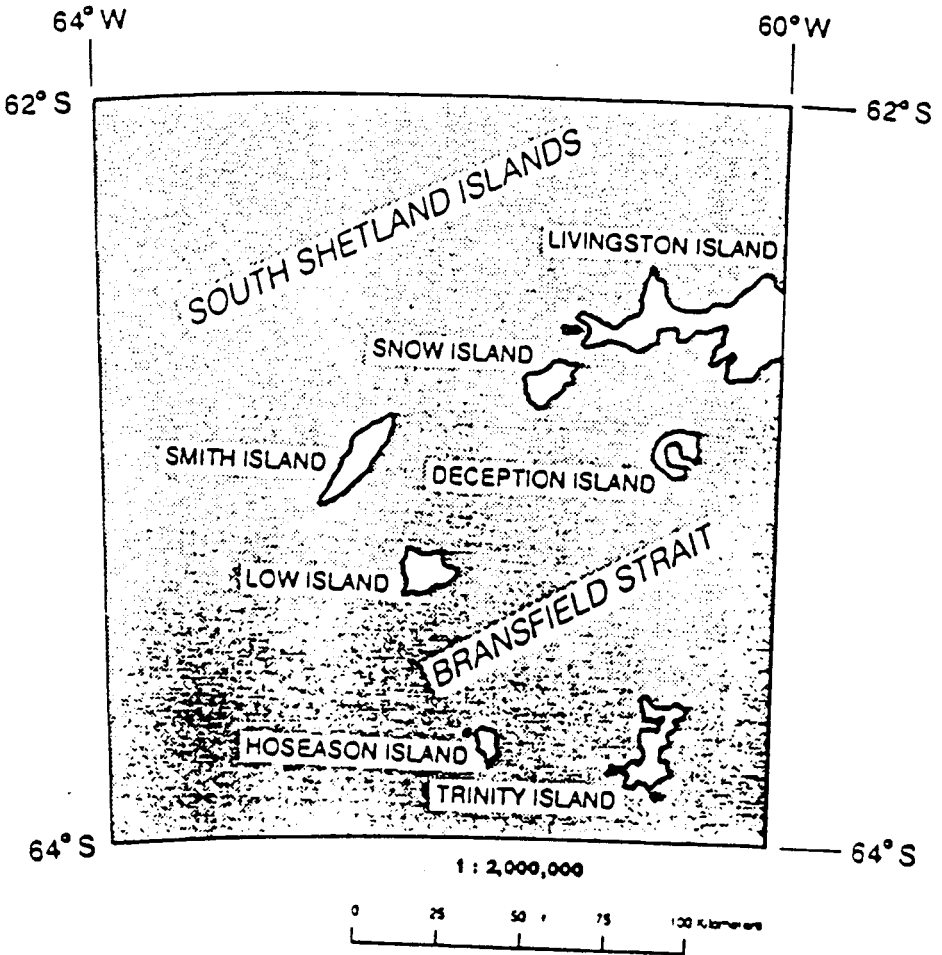 64° W
60° W
62° S
62° S
SOUTH SHETLAND ISLANDS
LIVINGSTON ISLAND
SNOW ISLAND
SMITH ISLAND
DECEPTION ISLAND
LOW ISLAND
BRANSFIELD STRAIT
HOSEASON ISLAND
TRINITY ISLAND
64° S
64° S
1 : 2,000,000
0 25 50 75 100 Kilometers